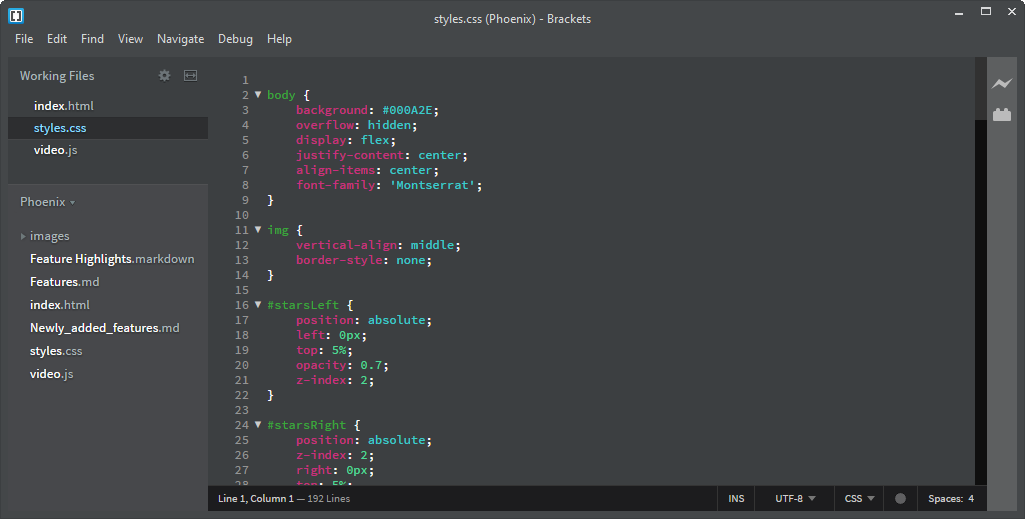 styles.css (Phoenix) - Brackets
File Edit Find View Navigate Debug Help
Working Files
index.html
styles.css
video.js
Phoenix
images
Feature Highlights.markdown
Features.md
index.html
Newly_added_features.md
styles.css
video.js
1
2 body {
3 background: #000A2E;
4 overflow: hidden;
5 display: flex;
6 justify-content: center;
7 align-items: center;
8 font-family: 'Montserrat';
9 }
10
11 img {
12 vertical-align: middle;
13 border-style: none;
14 }
15
16 #starsLeft {
17 position: absolute;
18 left: 0px;
19 top: 5%;
20 opacity: 0.7;
21 z-index: 2;
22 }
23
24 #starsRight {
25 position: absolute;
26 z-index: 2;
27 right: 0px;
28 top: 5%;
Line 1, Column 1 — 192 Lines INS UTF-8 CSS Spaces: 4